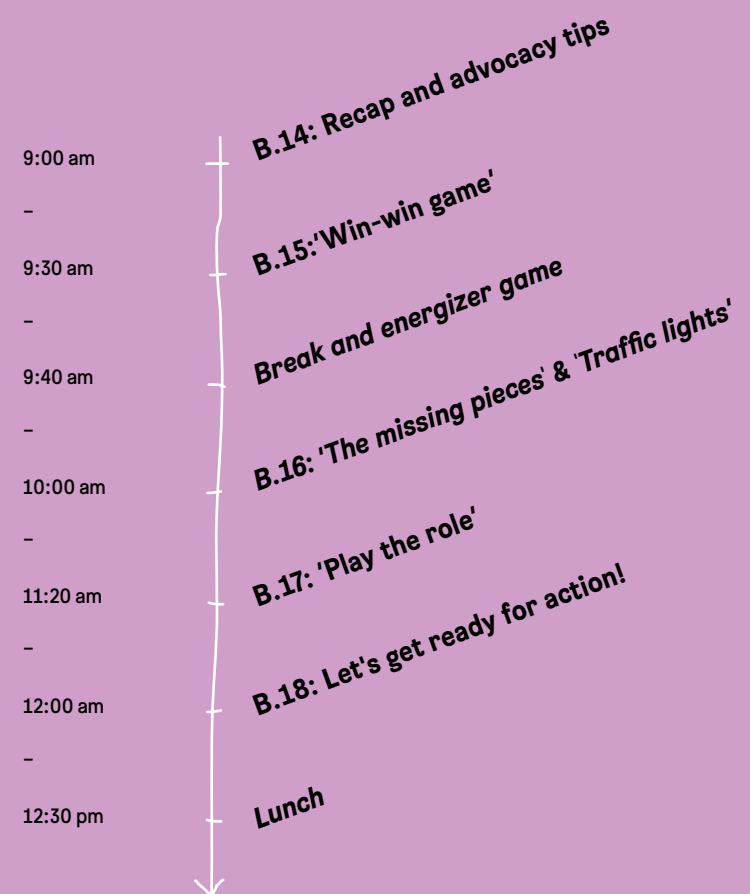 B.14: Recap and advocacy tips
9:00 am
–
B.15:'Win-win game'
9:30 am
–
Break and energizer game
9:40 am
–
B.16: 'The missing pieces' & 'Traffic lights'
10:00 am
–
B.17: 'Play the role'
11:20 am
–
B.18: Let's get ready for action!
12:00 am
–
Lunch
12:30 pm